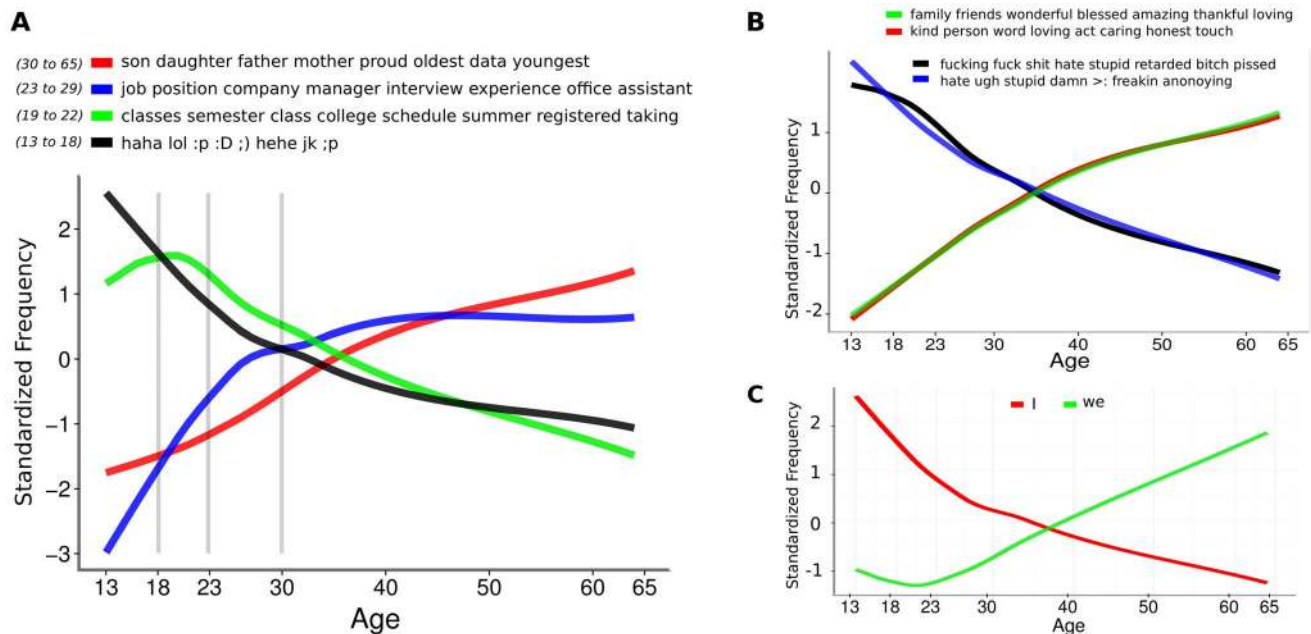 A
(30 to 65) son daughter father mother proud oldest data youngest
(23 to 29) job position company manager interview experience office assistant
(19 to 22) classes semester class college schedule summer registered taking
(13 to 18) haha lol :p :D ;) hehe jk ;p
Standardized Frequency
2
1
0
−1
−2
−3
13 18 23 30 40 50 60 65
Age
B
family friends wonderful blessed amazing thankful loving
kind person word loving act caring honest touch
fucking fuck shit hate stupid retarded bitch pissed
hate ugh stupid damn >: freakin anonoying
Standardized Frequency
1
0
-1
-2
13 18 23 30 40 50 60 65
Age
C
I we
Standardized Frequency
2
1
0
-1
13 18 23 30 40 50 60 65
Age